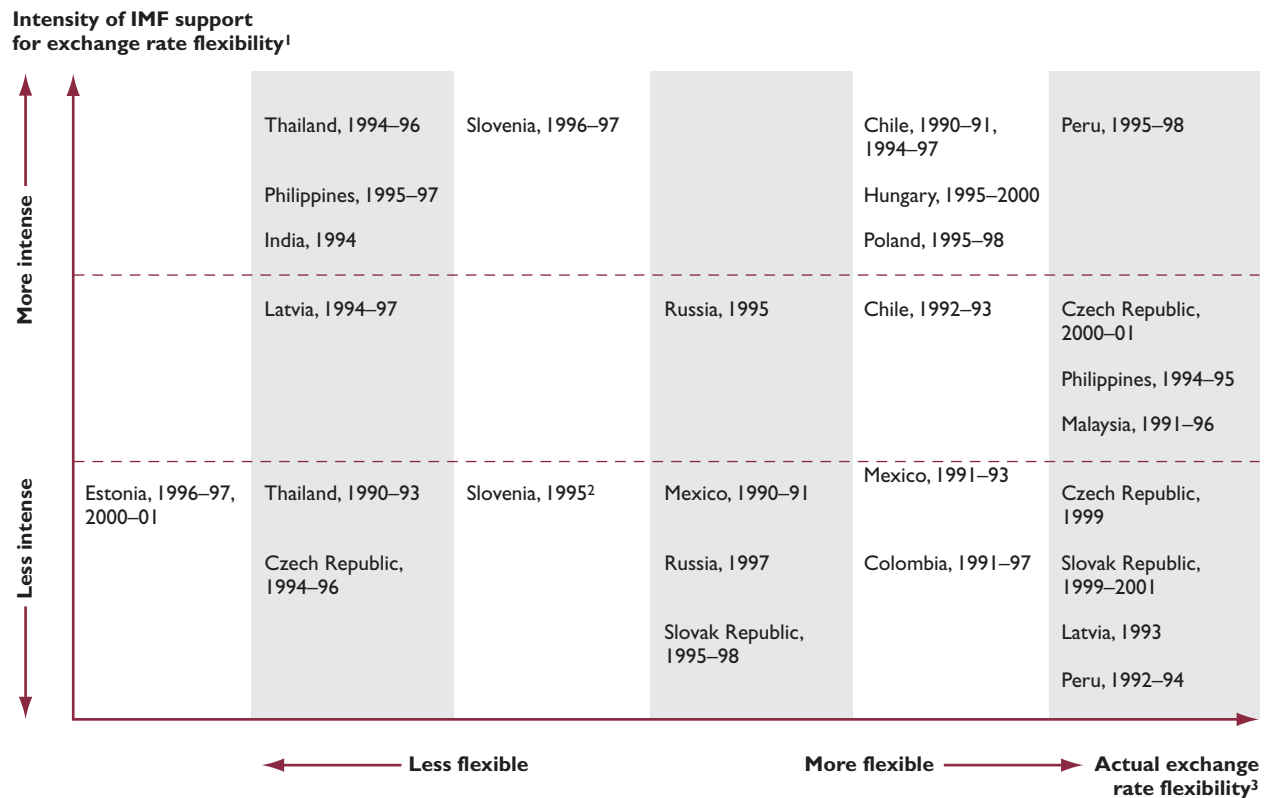 Intensity of IMF support
for exchange rate flexibility¹
More intense
Less intense
Thailand, 1994–96
Slovenia, 1996–97
Chile, 1990–91,
1994–97
Peru, 1995–98
Philippines, 1995–97
Hungary, 1995–2000
India, 1994
Poland, 1995–98
Latvia, 1994–97
Russia, 1995
Chile, 1992–93
Czech Republic,
2000–01
Philippines, 1994–95
Malaysia, 1991–96
Estonia, 1996–97,
2000–01
Thailand, 1990–93
Slovenia, 1995²
Mexico, 1990–91
Mexico, 1991–93
Czech Republic,
1999
Czech Republic,
1994–96
Russia, 1997
Colombia, 1991–97
Slovak Republic,
1999–2001
Slovak Republic,
1995–98
Latvia, 1993
Peru, 1992–94
Less flexible
More flexible
Actual exchange
rate flexibility³